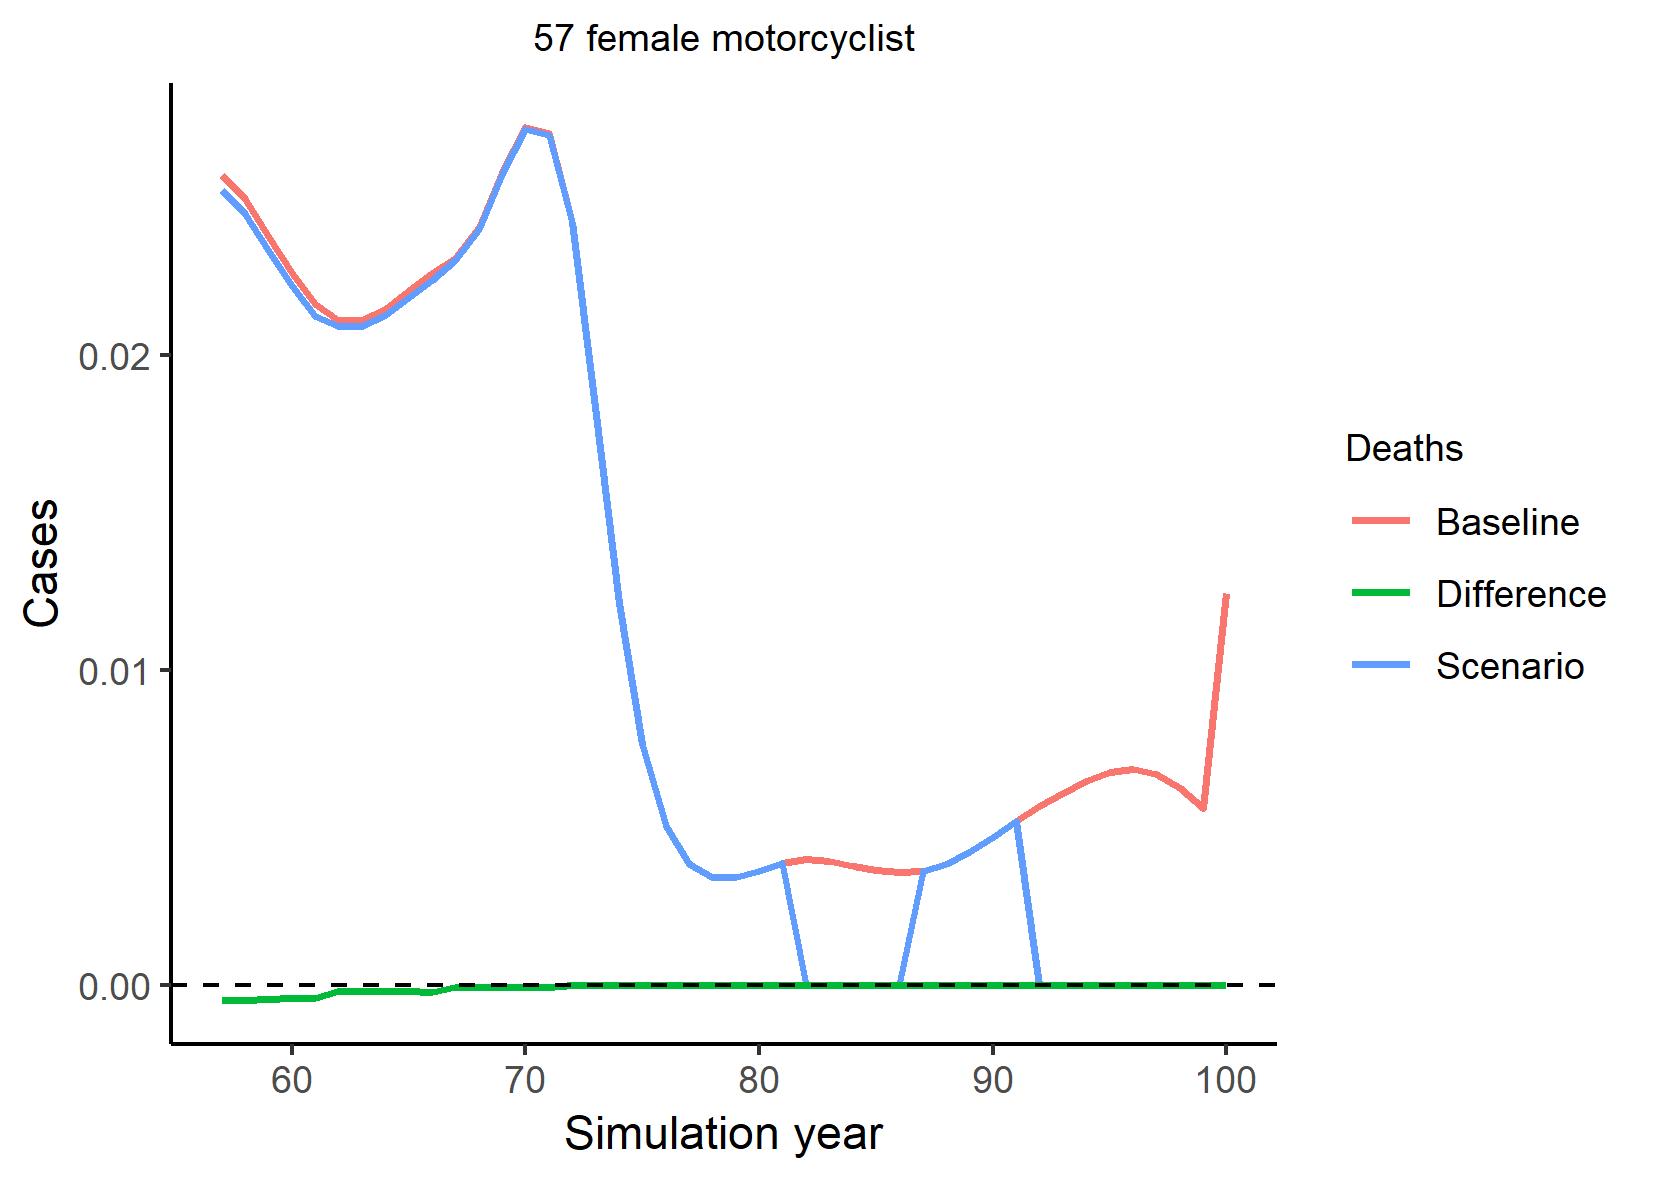 57 female motorcyclist
Cases
0.02
0.01
0.00
60 70 80 90 100
Simulation year
Deaths
Baseline
Difference
Scenario